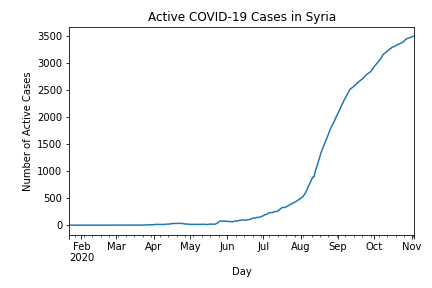 Active COVID-19 Cases in Syria
Number of Active Cases
3500
3000
2500
2000
1500
1000
500
0
Feb Mar Apr May Jun Jul Aug Sep Oct Nov
2020
Day